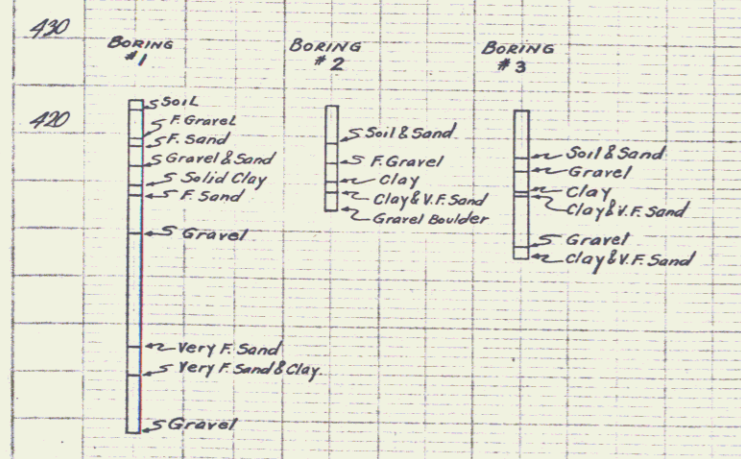 430
BORING
#1
BORING
#2
BORING
#3
420
Soil
F. Gravel
F. Sand
Gravel & Sand
Solid Clay
F. Sand
Gravel
Very F. Sand
Very F. Sand & Clay.
Gravel
Soil & Sand
F. Gravel
Clay
Clay & V.F. Sand
Gravel Boulder
Soil & Sand
Gravel
Clay
Clay & V.F. Sand
Gravel
Clay & V.F. Sand